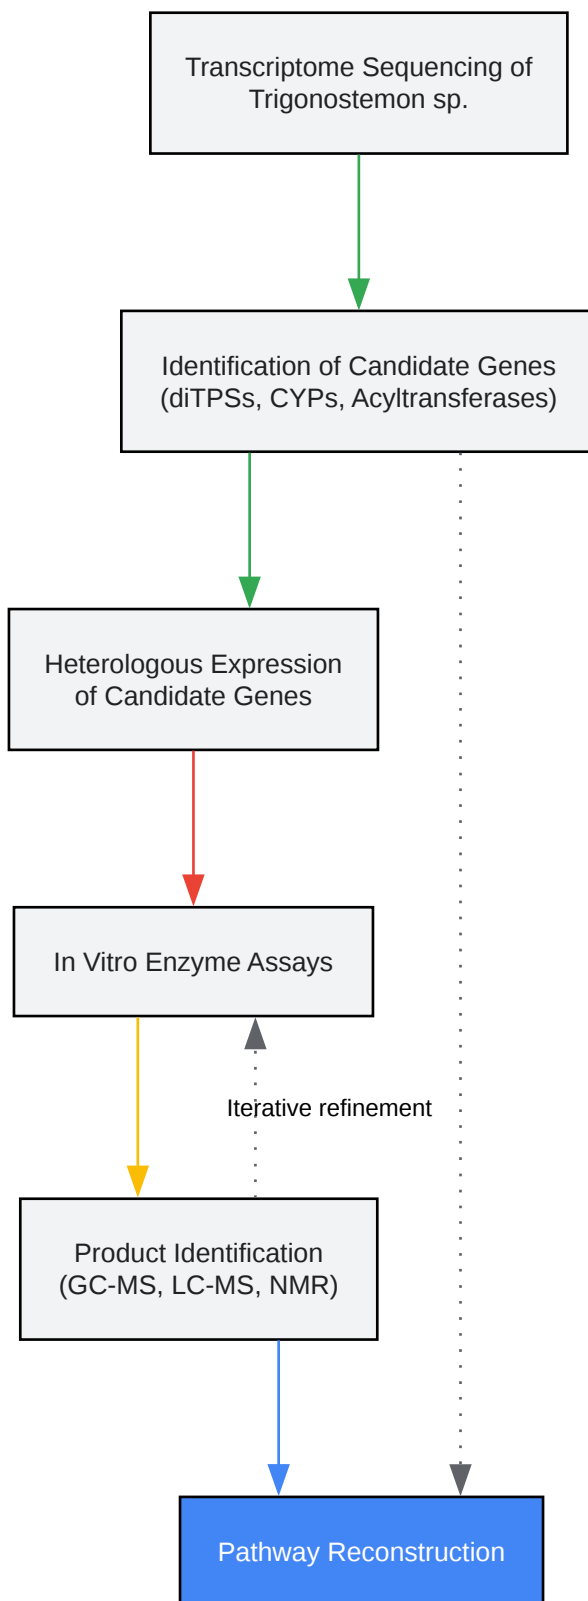 Transcriptome Sequencing of
Trigonostemon sp.
Identification of Candidate Genes
(diTPSs, CYPs, Acyltransferases)
Heterologous Expression
of Candidate Genes
In Vitro Enzyme Assays
Iterative refinement
Product Identification
(GC-MS, LC-MS, NMR)
Pathway Reconstruction